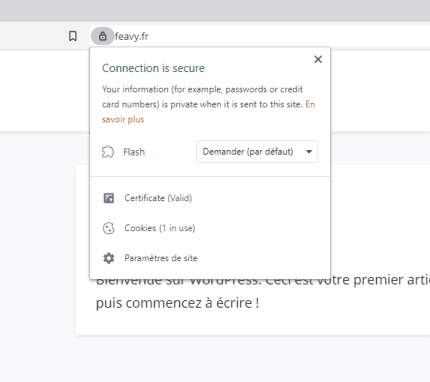 feavy.fr
Connection is secure
Your information (for example, passwords or credit
card numbers) is private when it is sent to this site. En
savoir plus
Flash
Demander (par défaut)
Certificate (Valid)
Cookies (1 in use)
Paramètres de site
Bienvenue sur WordPress. Ceci est votre premier arti
puis commencez à écrire !